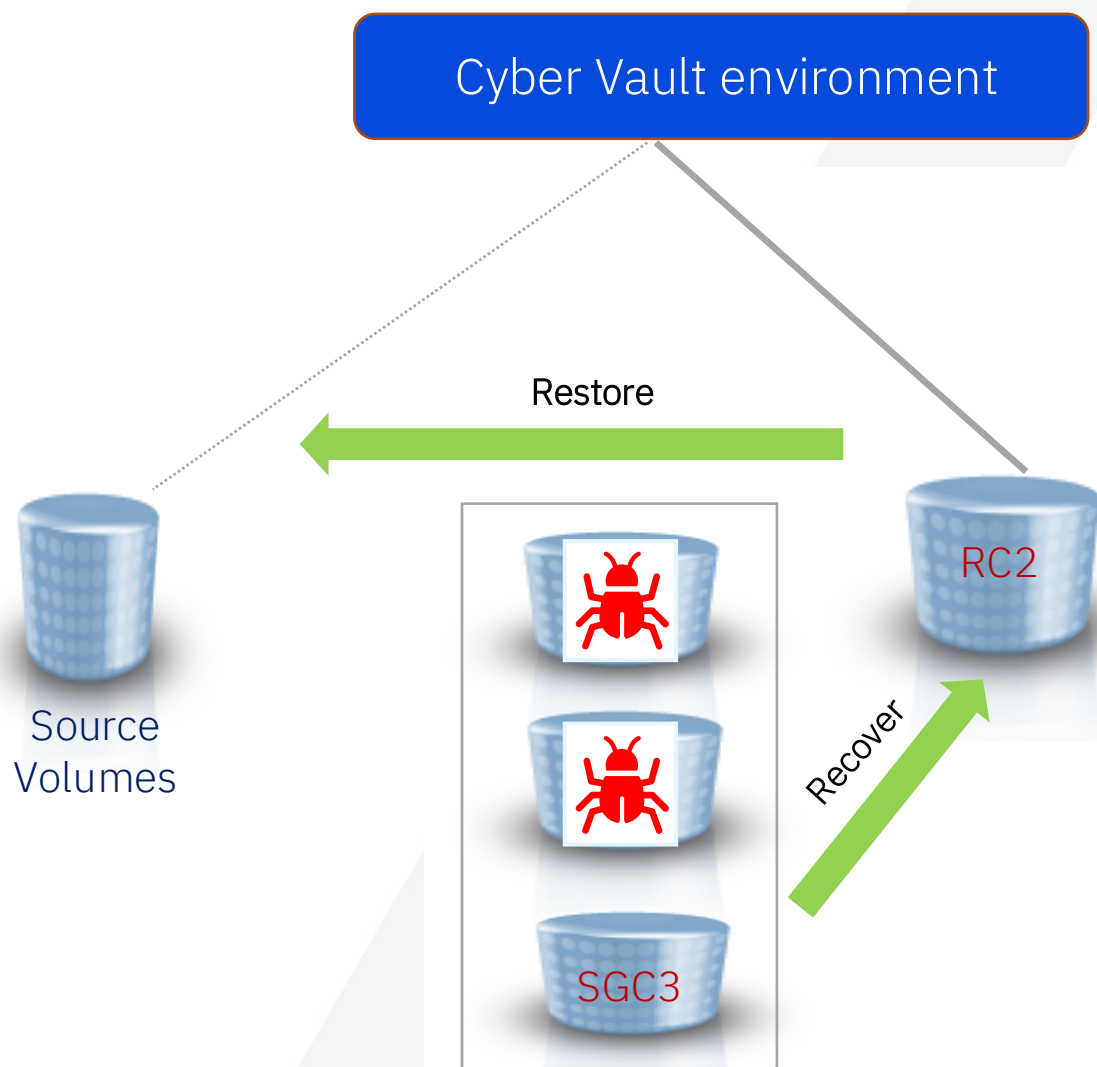 Cyber Vault environment
Restore
RC2
Source
Volumes
Recover
SGC3